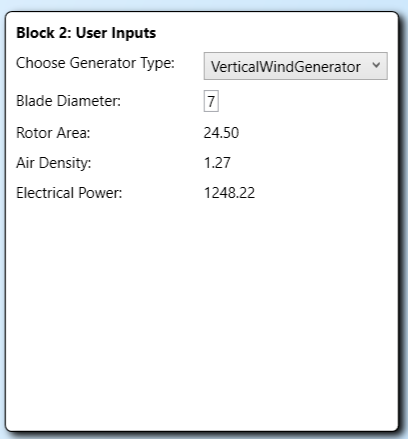 Block 2: User Inputs
Choose Generator Type: VerticalWindGenerator
Blade Diameter: 7
Rotor Area: 24.50
Air Density: 1.27
Electrical Power: 1248.22